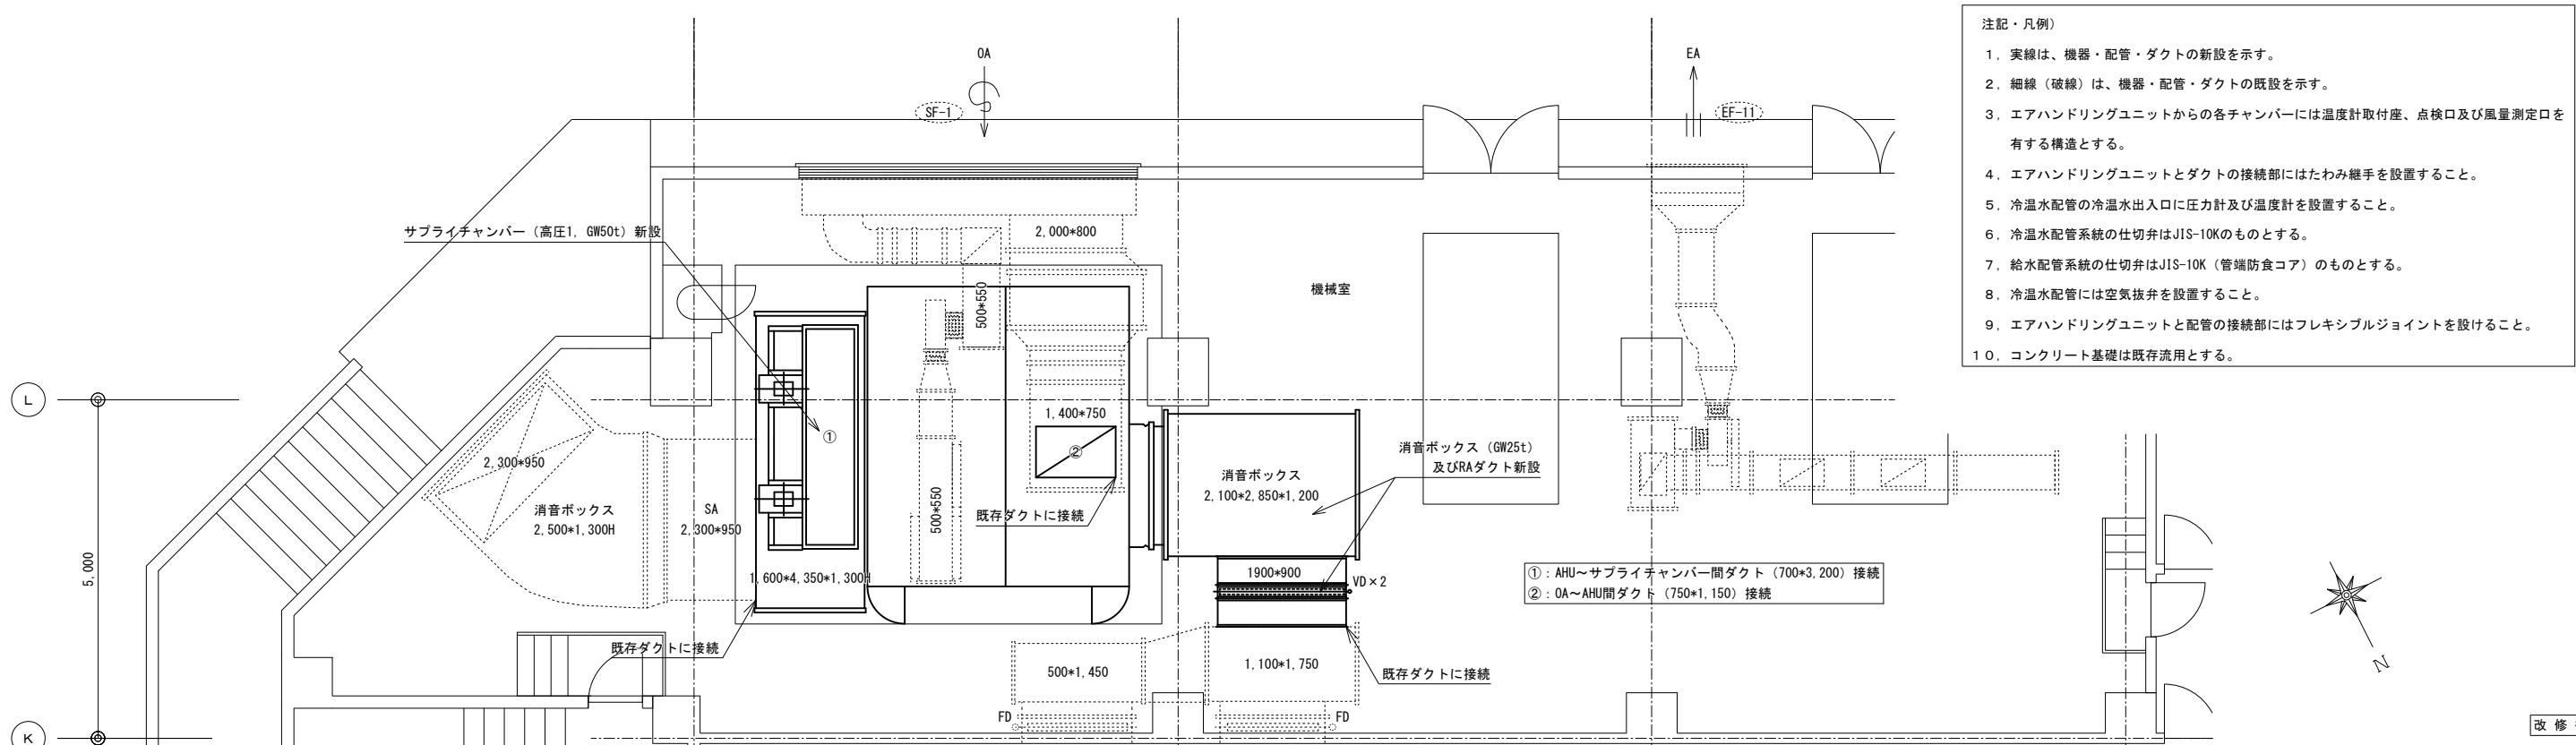 注記・凡例)
1. 実線は、機器・配管・ダクトの新設を示す。
2. 細線（破線）は、機器・配管・ダクトの既設を示す。
3. エアハンドリングユニットからの各チャンバーには温度計取付座、点検口及び風量測定口を
有する構造とする。
4. エアハンドリングユニットとダクトの接続部にはたわみ継手を設置すること。
5. 冷温水配管の冷温水出入口に圧力計及び温度計を設置すること。
6. 冷温水配管系統の仕切弁はJIS-10Kのものとする。
7. 給水配管系統の仕切弁はJIS-10K（管端防食コア）のものとする。
8. 冷温水配管には空気抜弁を設置すること。
9. エアハンドリングユニットと配管の接続部にはフレキシブルジョイントを設けること。
10. コンクリート基礎は既存流用とする。
OA
EA
SF-1
EF-11
サプライチャンバー（高圧1, GW50t）新設
2,000*800
500*550
機械室
L
1,400*750
①
②
消音ボックス（GW25t）
及びRAダクト新設
2,300*950
消音ボックス
2,100*2,850*1,200
消音ボックス
2,500*1,300H
SA
2,300*950
500*550
既存ダクトに接続
5,000
1,600*4,350*1,300H
1900*900
VD×2
①：AHU～サプライチャンバー間ダクト（700*3,200）接続
②：OA～AHU間ダクト（750*1,150）接続
既存ダクトに接続
500*1,450
1,100*1,750
既存ダクトに接続
N
FD
FD
K
改修